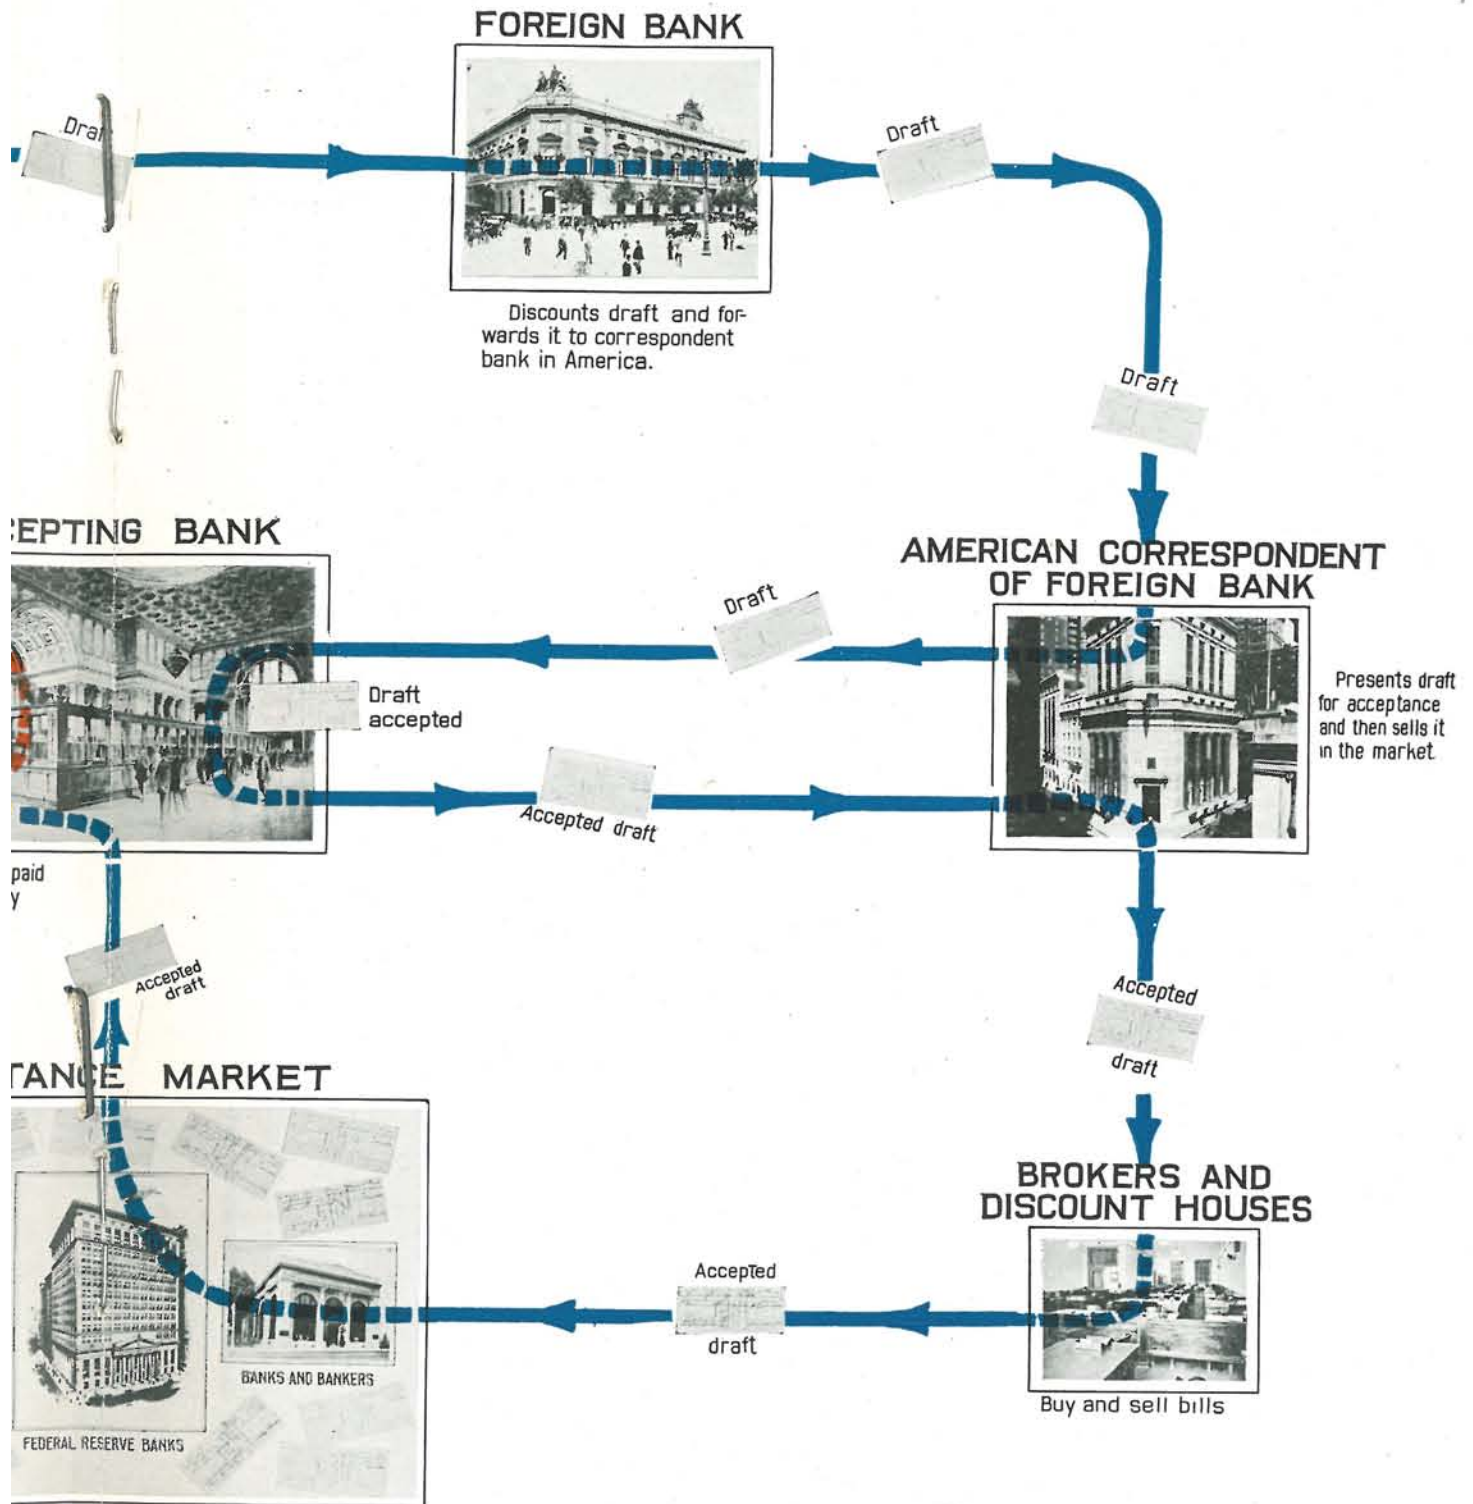 FOREIGN BANK
Draft
Discounts draft and for-
wards it to correspondent
bank in America.
Draft
EPTING BANK
AMERICAN CORRESPONDENT
OF FOREIGN BANK
Draft
Presents draft
for acceptance
and then sells it
in the market.
Draft
accepted
Accepted draft
paid
y
Accepted
draft
Accepted
draft
TANCE MARKET
BROKERS AND
DISCOUNT HOUSES
Accepted
draft
BANKS AND BANKERS
FEDERAL RESERVE BANKS
Buy and sell bills